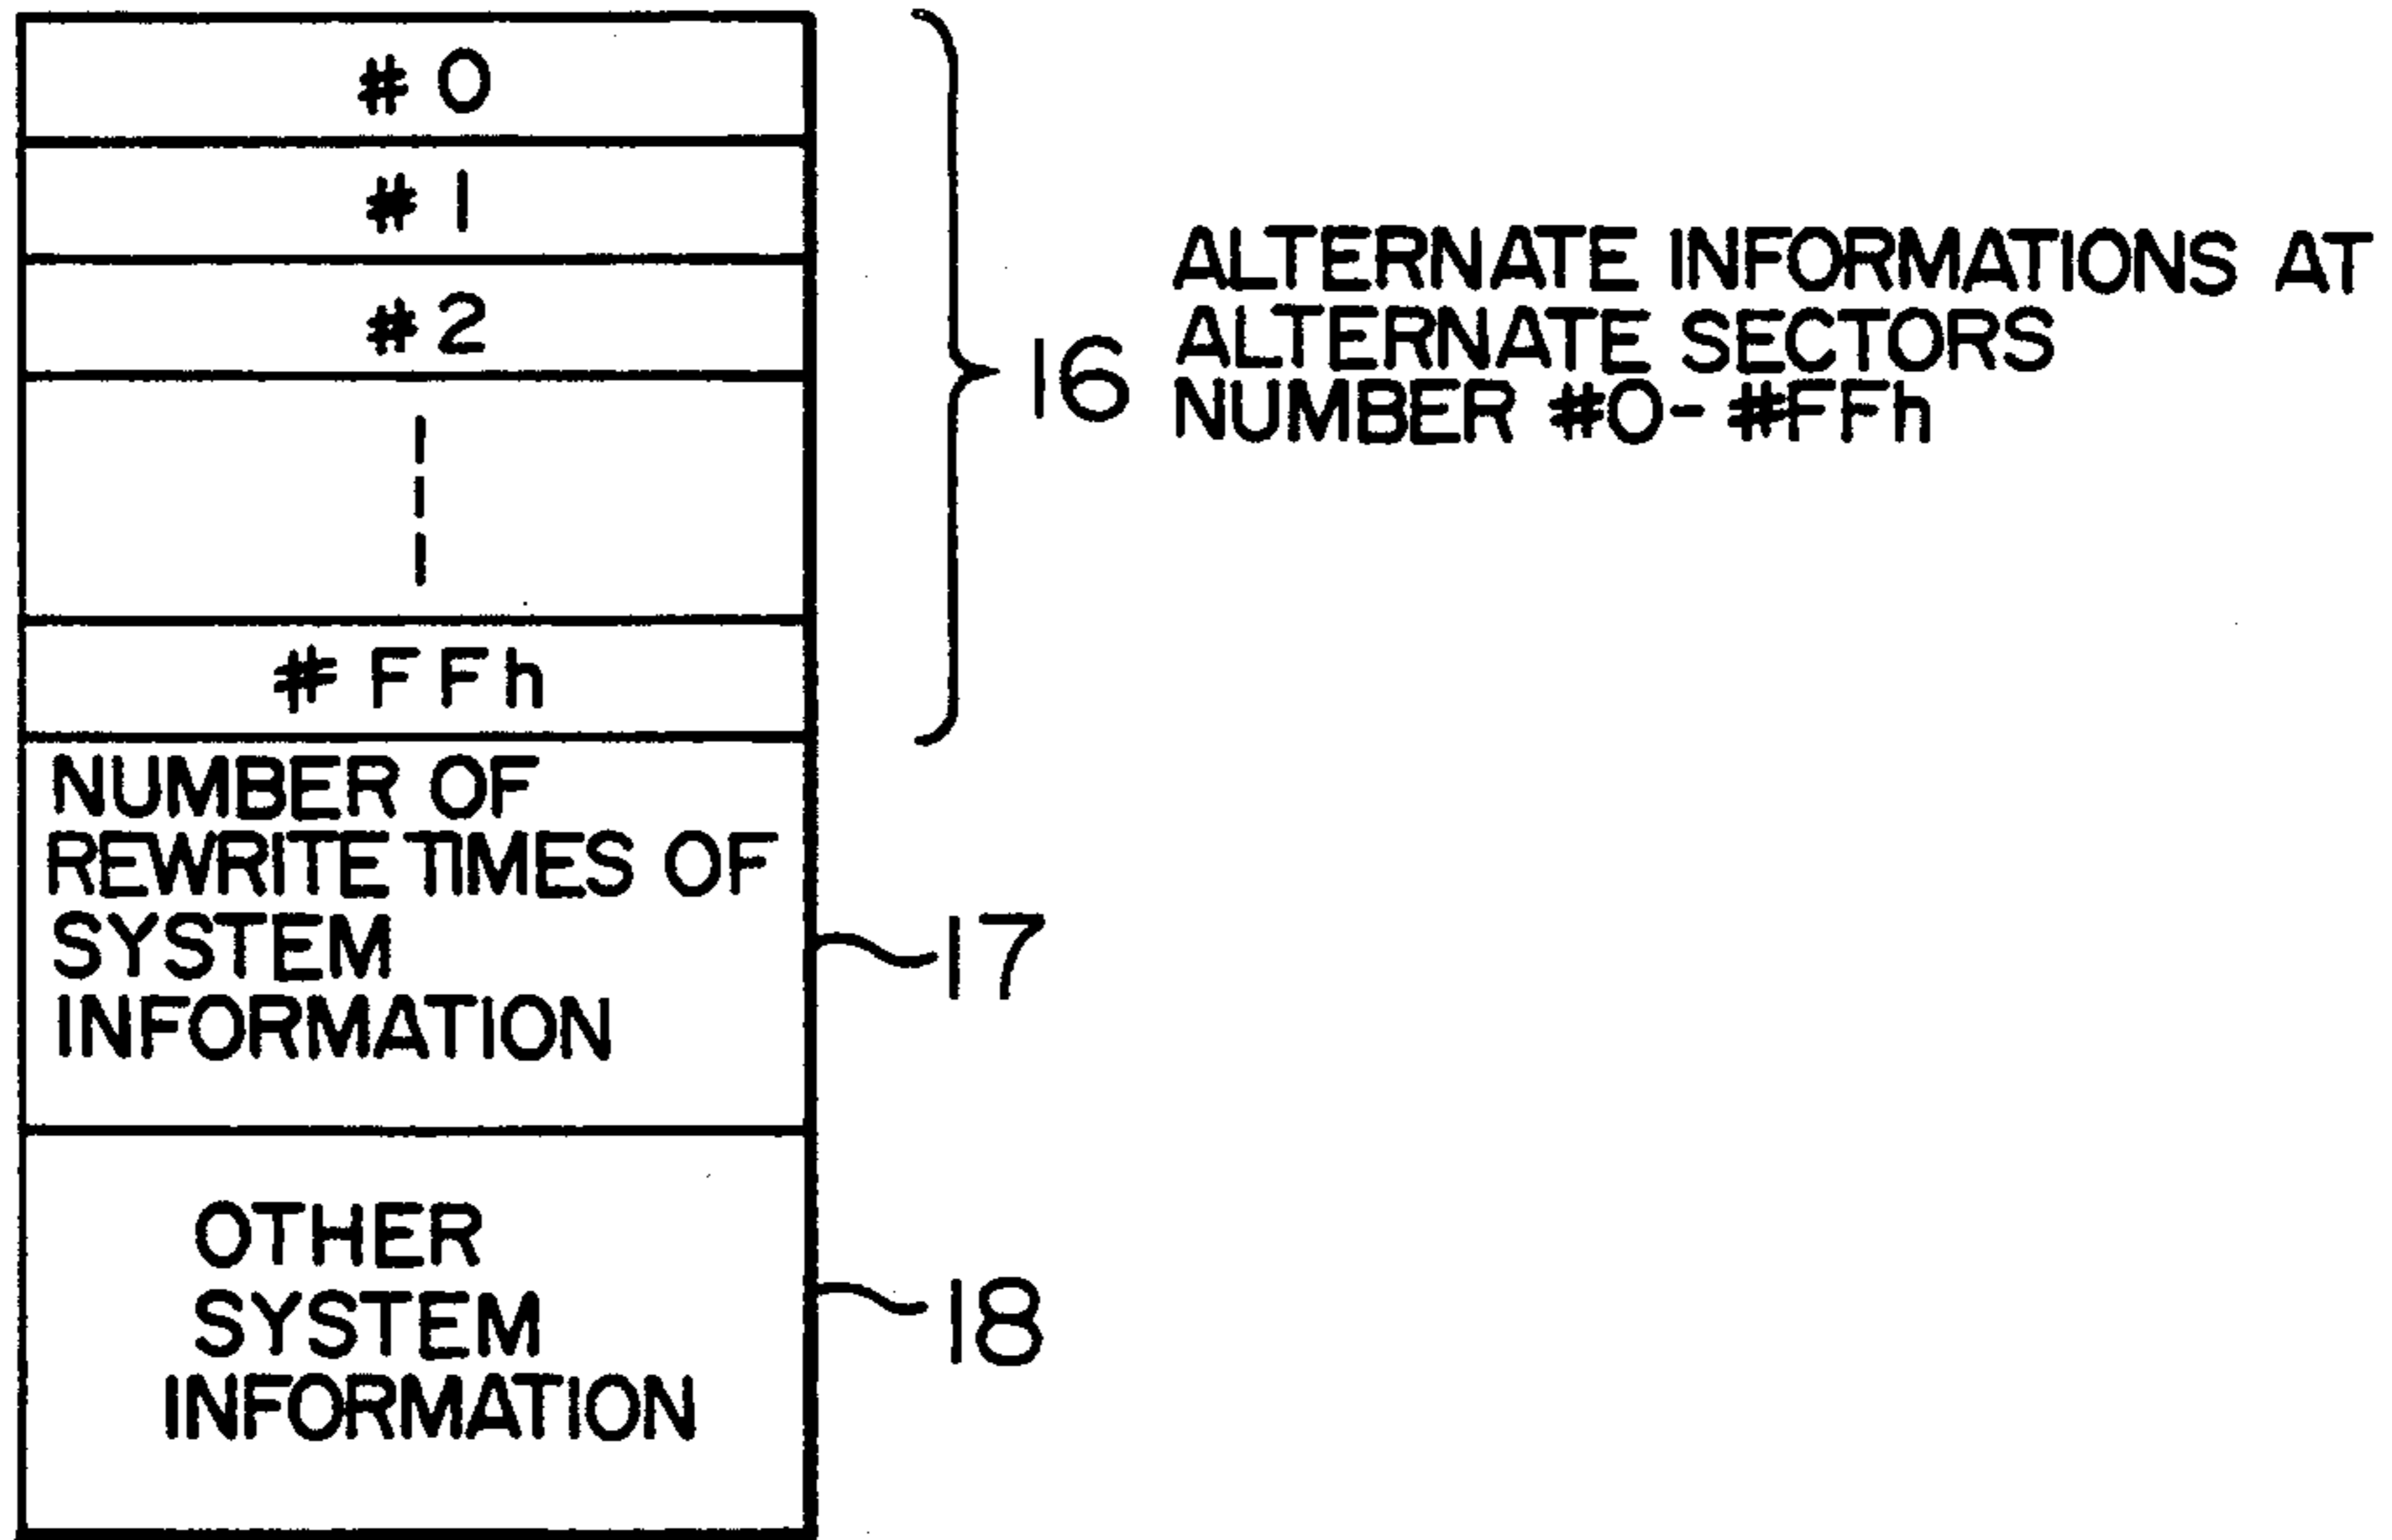 #0
#1
#2
#FFh
16
ALTERNATE INFORMATIONS AT
ALTERNATE SECTORS
NUMBER #0-#FFh
NUMBER OF
REWRITE TIMES OF
SYSTEM
INFORMATION
17
OTHER
SYSTEM
INFORMATION
18